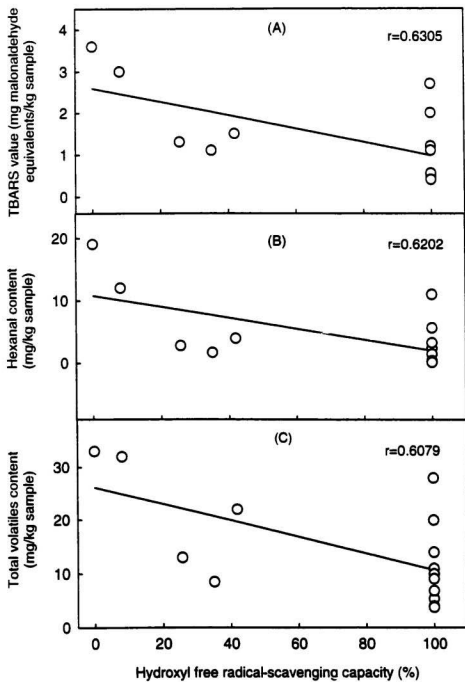 (A)
r=0.6305
TBARS value (mg malonaldehyde
equivalents/kg sample)
4
3
2
1
0
(B)
r=0.6202
Hexanal content
(mg/kg sample)
20
10
0
(C)
r=0.6079
Total volatiles content
(mg/kg sample)
30
20
10
0
0 20 40 60 80 100
Hydroxyl free radical-scavenging capacity (%)